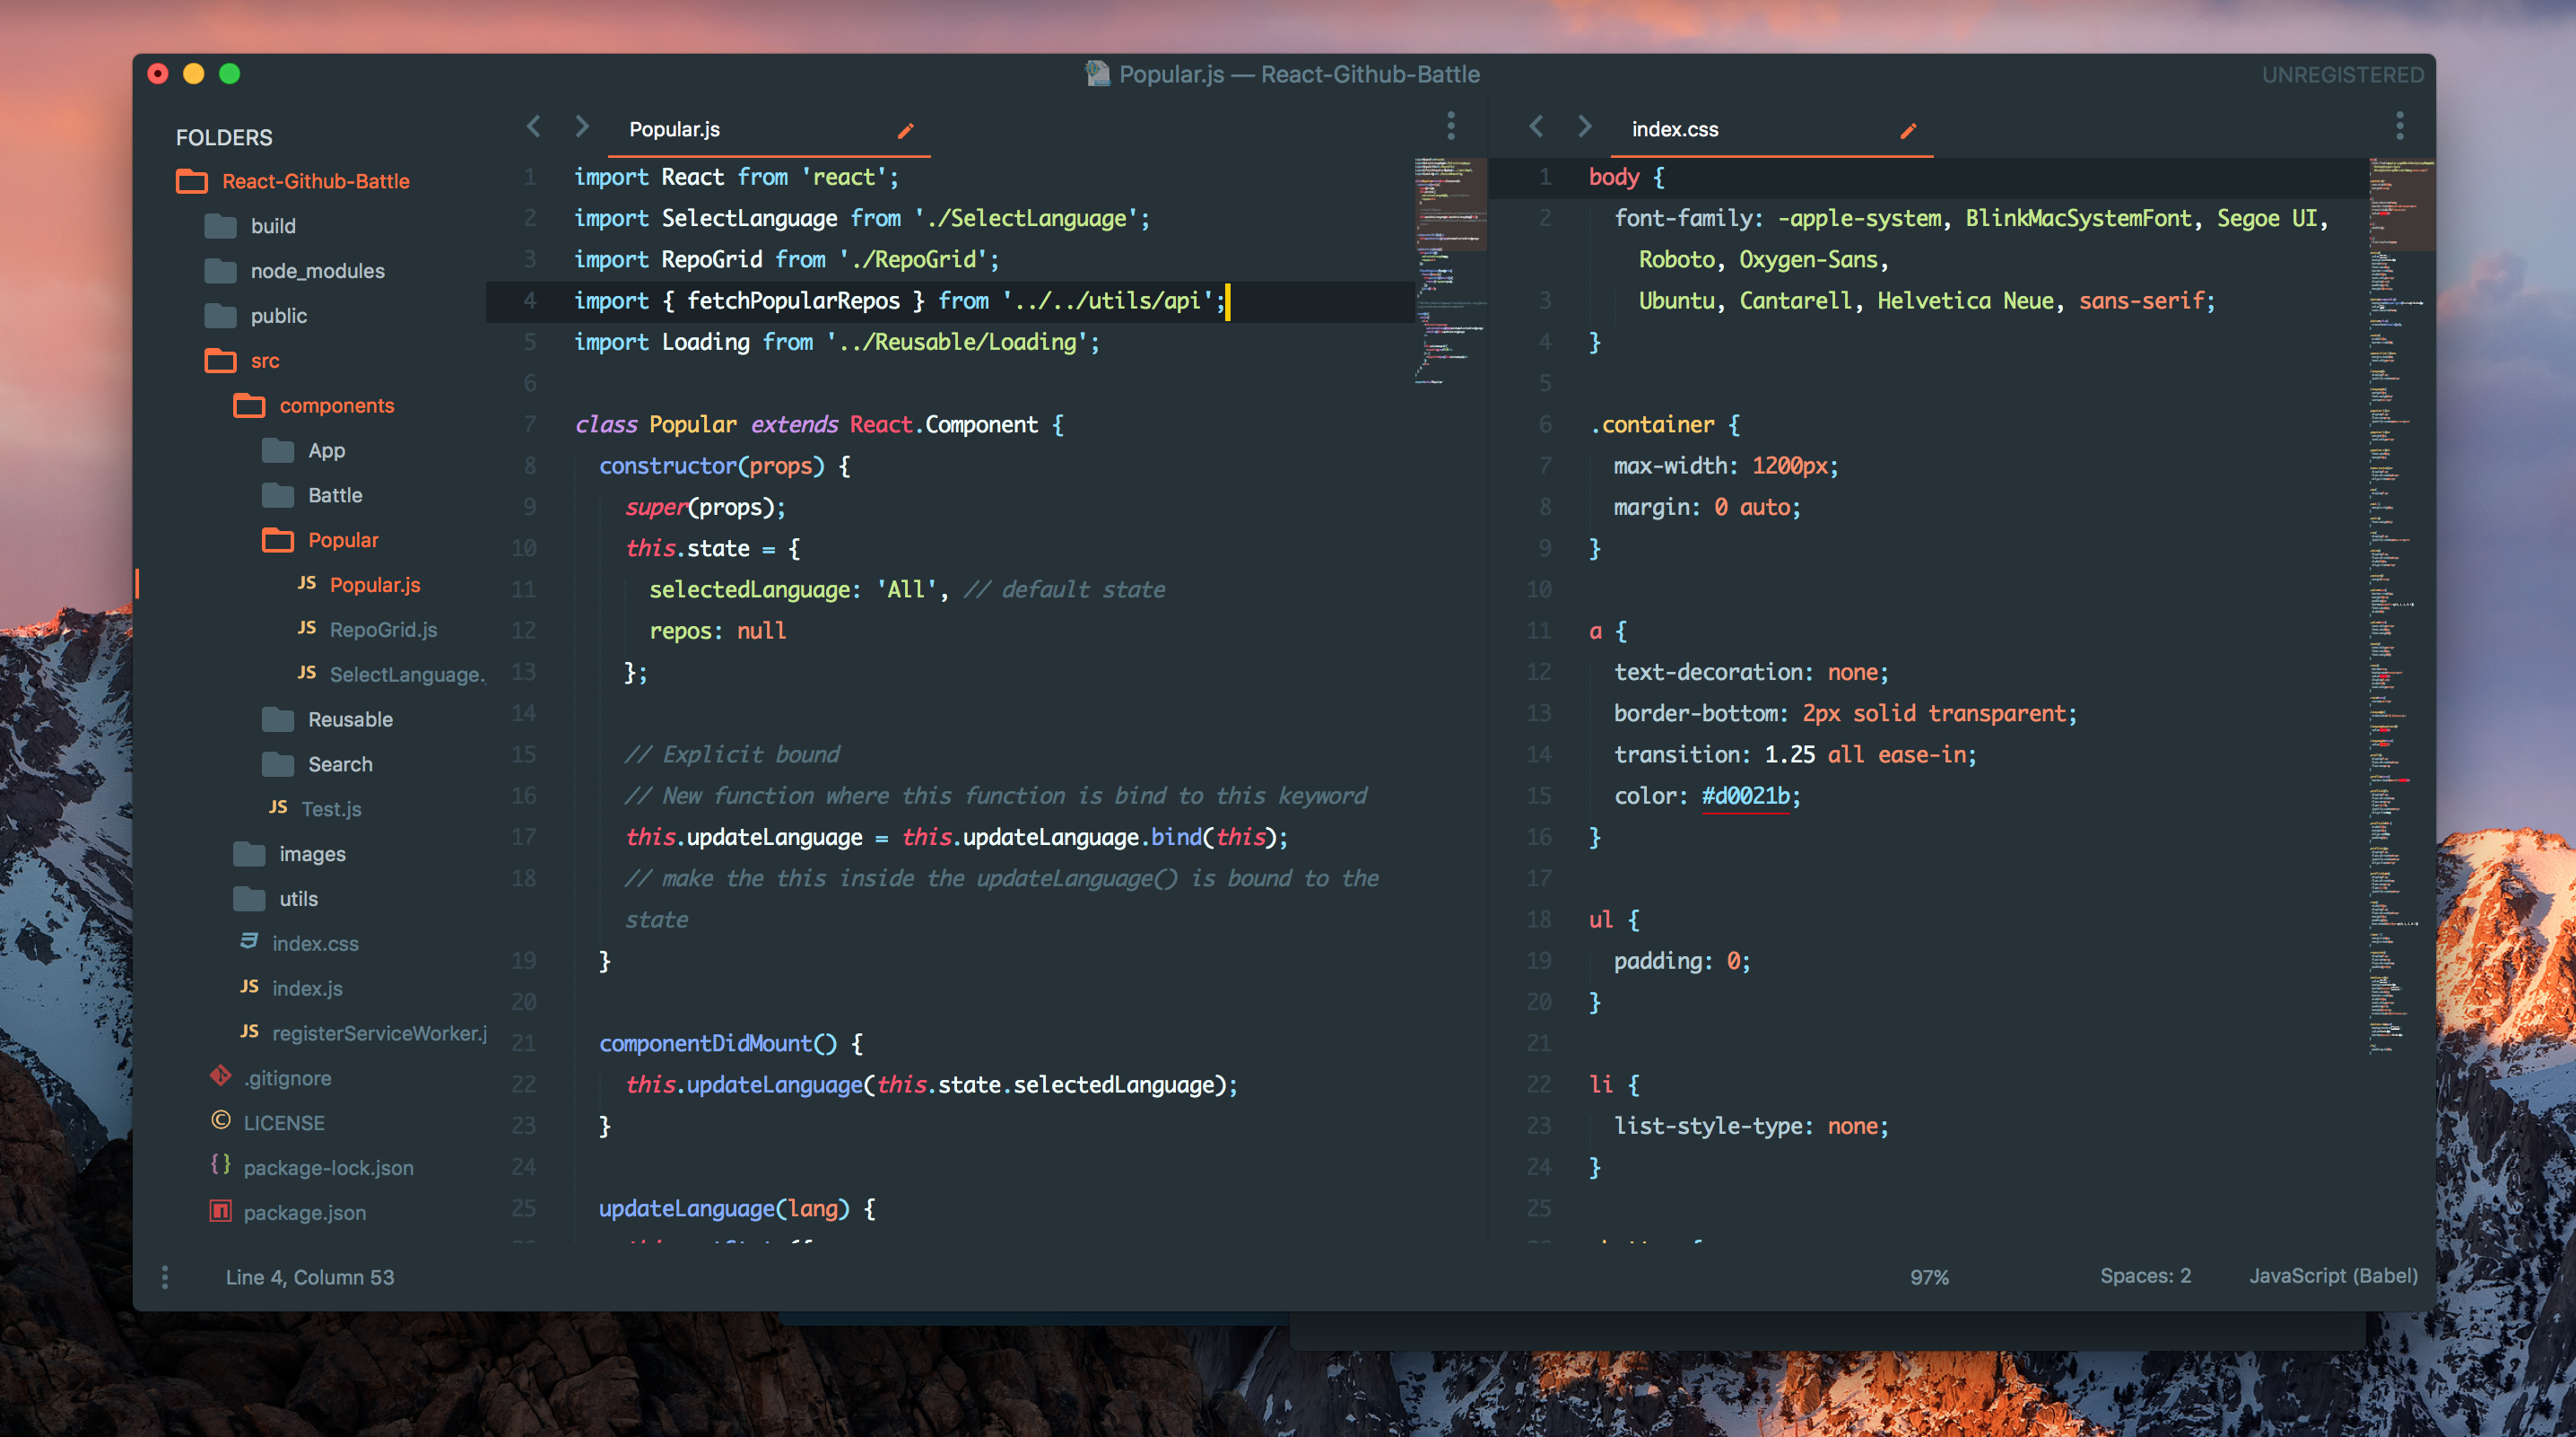 Popular.js — React-Github-Battle
UNREGISTERED
FOLDERS
React-Github-Battle
build
node_modules
public
src
components
App
Battle
Popular
JS Popular.js
JS RepoGrid.js
JS SelectLanguage.
Reusable
Search
JS Test.js
images
utils
index.css
JS index.js
JS registerServiceWorker.j
.gitignore
© LICENSE
{} package-lock.json
package.json
Popular.js
1 import React from 'react';
2 import SelectLanguage from './SelectLanguage';
3 import RepoGrid from './RepoGrid';
4 import { fetchPopularRepos } from '../../utils/api';
5 import Loading from '../Reusable/Loading';
6
7 class Popular extends React.Component {
8 constructor(props) {
9 super(props);
10 this.state = {
11 selectedLanguage: 'All', // default state
12 repos: null
13 };
14
15 // Explicit bound
16 // New function where this function is bind to this keyword
17 this.updateLanguage = this.updateLanguage.bind(this);
18 // make the this inside the updateLanguage() is bound to the
state
19 }
20
21 componentDidMount() {
22 this.updateLanguage(this.state.selectedLanguage);
23 }
24
25 updateLanguage(lang) {
index.css
1 body {
2 font-family: -apple-system, BlinkMacSystemFont, Segoe UI,
Roboto, Oxygen-Sans,
3 Ubuntu, Cantarell, Helvetica Neue, sans-serif;
4 }
5
6 .container {
7 max-width: 1200px;
8 margin: 0 auto;
9 }
10
11 a {
12 text-decoration: none;
13 border-bottom: 2px solid transparent;
14 transition: 1.25 all ease-in;
15 color: #d0021b;
16 }
17
18 ul {
19 padding: 0;
20 }
21
22 li {
23 list-style-type: none;
24 }
25
Line 4, Column 53
97%
Spaces: 2
JavaScript (Babel)